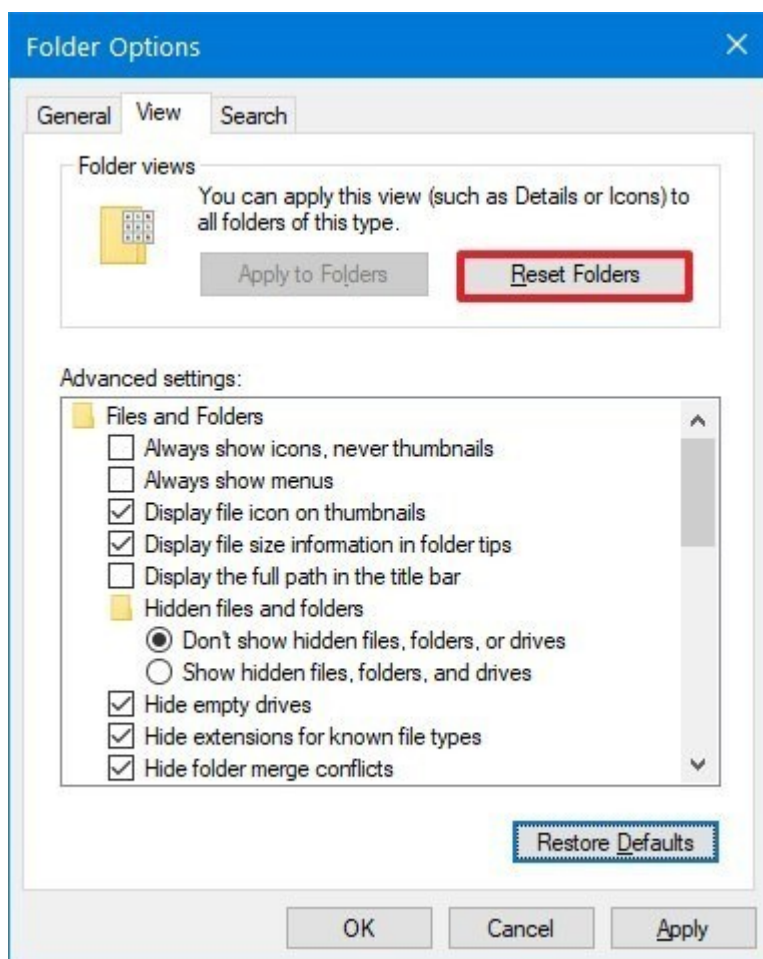 Folder Options
General View Search
Folder views
You can apply this view (such as Details or Icons) to
all folders of this type.
Apply to Folders Reset Folders
Advanced settings:
Files and Folders
Always show icons, never thumbnails
Always show menus
Display file icon on thumbnails
Display file size information in folder tips
Display the full path in the title bar
Hidden files and folders
Don't show hidden files, folders, or drives
Show hidden files, folders, and drives
Hide empty drives
Hide extensions for known file types
Hide folder merge conflicts
Restore Defaults
OK Cancel Apply